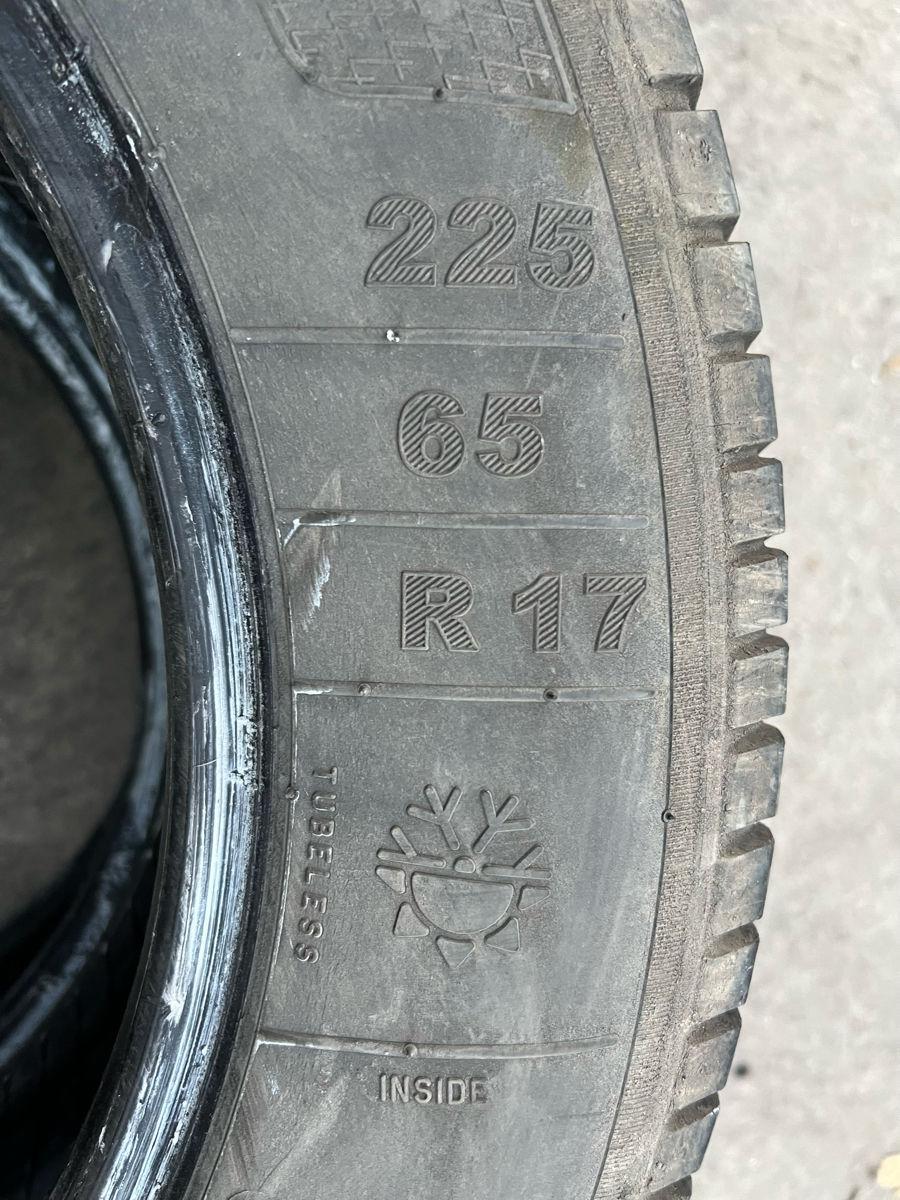 225
65
R 17
TUBELESS
INSIDE